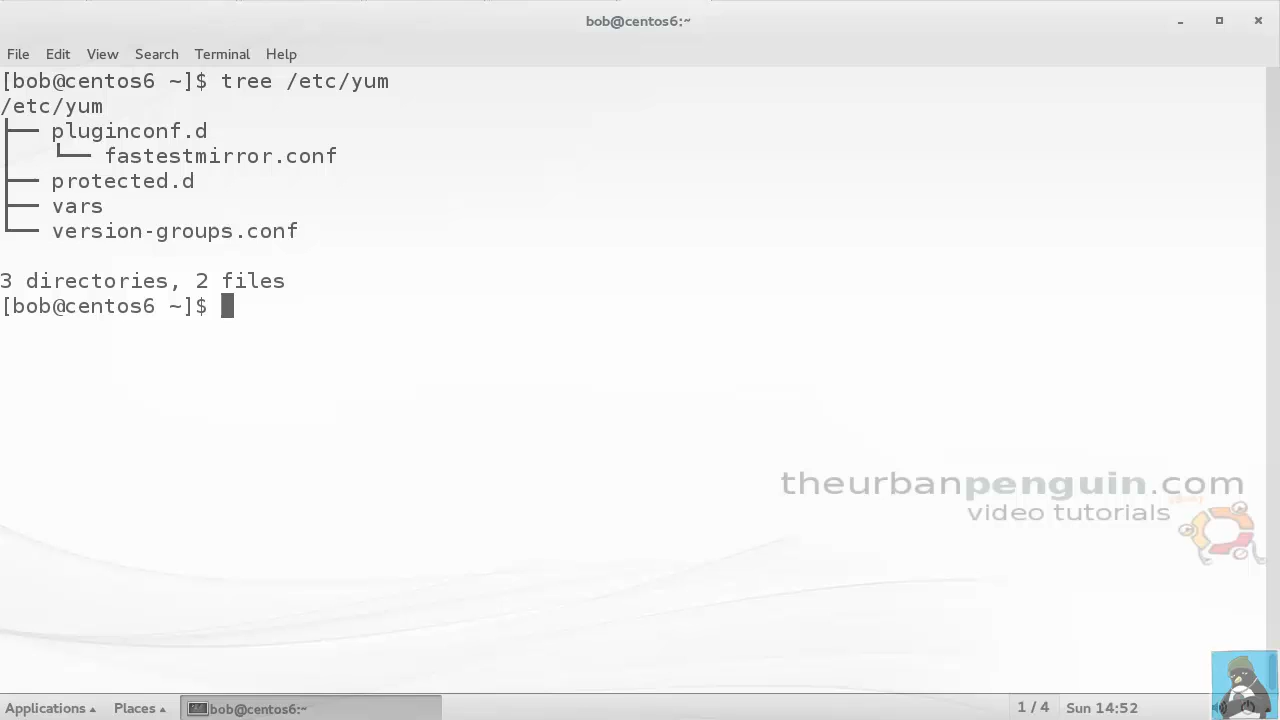 bob@centos6:~
File Edit View Search Terminal Help
[bob@centos6 ~]$ tree /etc/yum
/etc/yum
├── pluginconf.d
│   └── fastestmirror.conf
├── protected.d
├── vars
└── version-groups.conf
3 directories, 2 files
[bob@centos6 ~]$
theurbanpenguin.com
video tutorials
Applications Places bob@centos6:~ 1 / 4 Sun 14:52